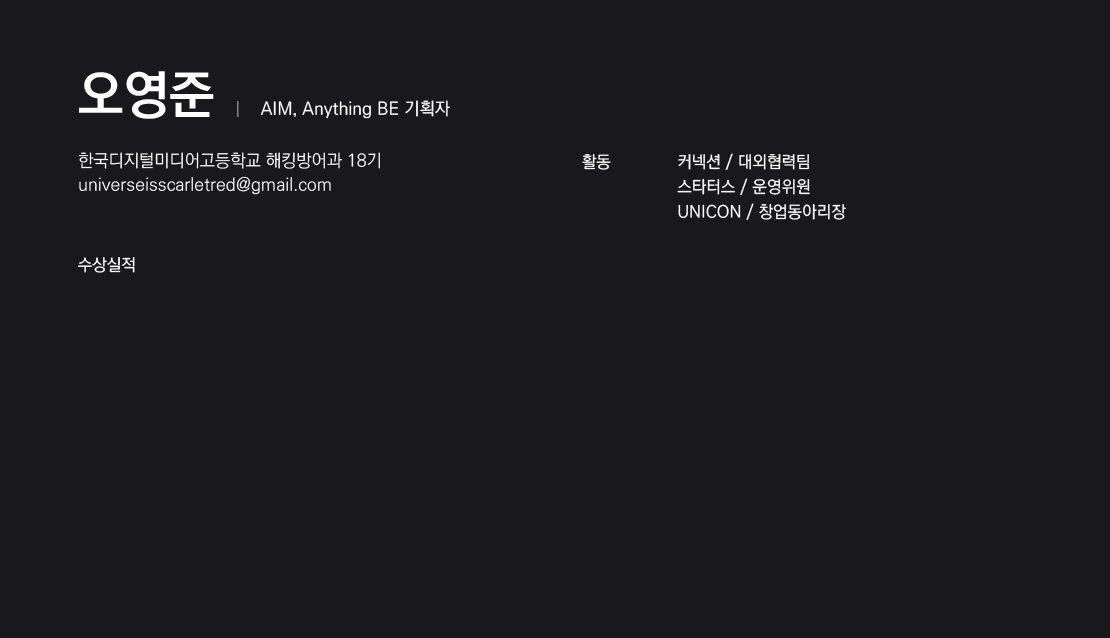 오영준 | AIM, Anything BE 기획자
한국디지털미디어고등학교 해킹방어과 18기
universeisscarletred@gmail.com
활동
커넥션 / 대외협력팀
스타터스 / 운영위원
UNICON / 창업동아리장
수상실적